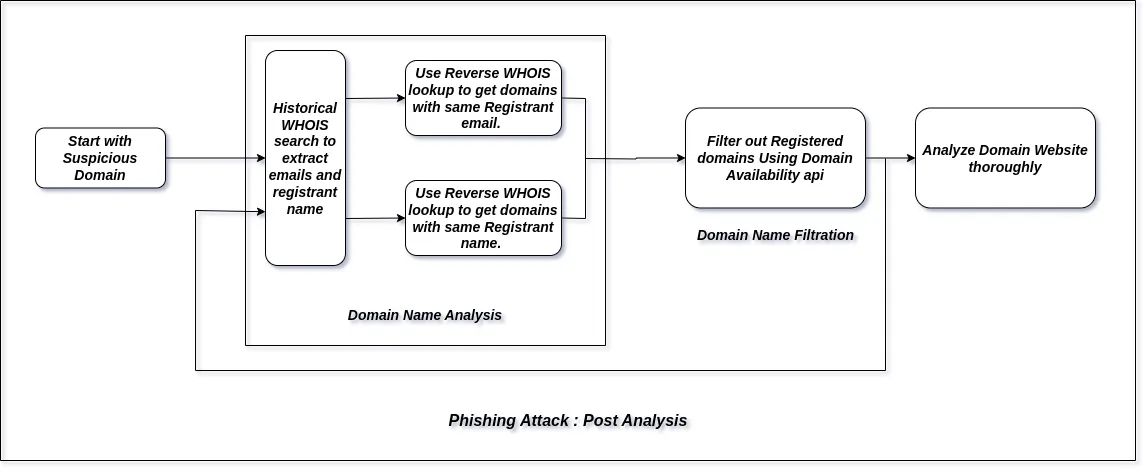 Start with
Suspicious
Domain
Historical
WHOIS
search to
extract
emails and
registrant
name
Use Reverse WHOIS
lookup to get domains
with same Registrant
email.
Use Reverse WHOIS
lookup to get domains
with same Registrant
name.
Domain Name Analysis
Filter out Registered
domains Using Domain
Availability api
Domain Name Filtration
Analyze Domain Website
thoroughly
Phishing Attack : Post Analysis